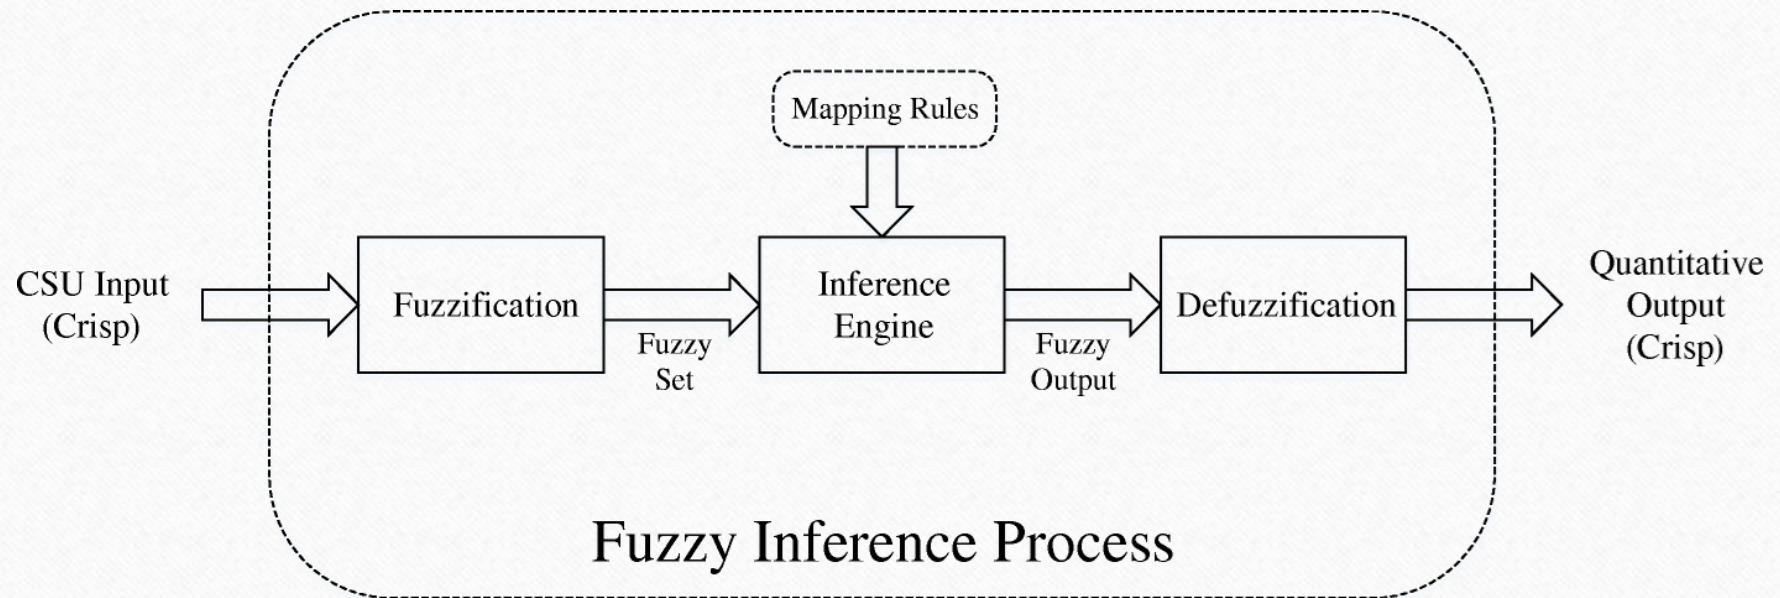 Mapping Rules
CSU Input
(Crisp)
Fuzzification
Fuzzy
Set
Inference
Engine
Fuzzy
Output
Defuzzification
Quantitative
Output
(Crisp)
Fuzzy Inference Process